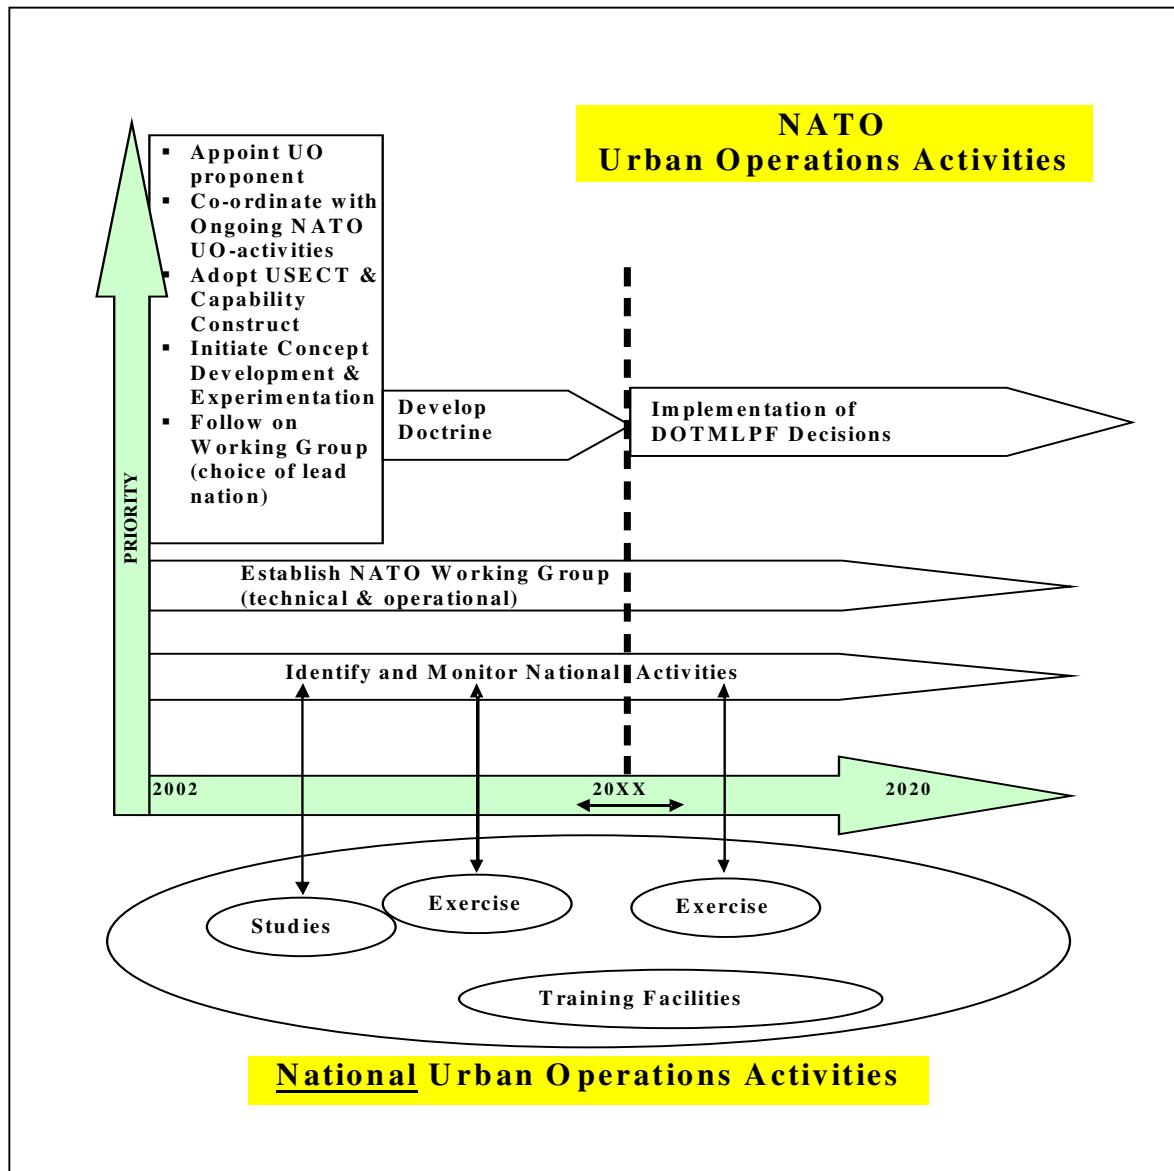 NATO
Urban Operations Activities
▪ Appoint UO
proponent
▪ Co-ordinate with
Ongoing NATO
UO-activities
▪ Adopt USECT &
Capability
Construct
▪ Initiate Concept
Development &
Experimentation
▪ Follow on
Working Group
(choice of lead
nation)
Develop
Doctrine
Implementation of
DOTMLPF Decisions
PRIORITY
Establish NATO Working Group
(technical & operational)
Identify and Monitor National Activities
2002
20XX
2020
Studies
Exercise
Exercise
Training Facilities
National Urban Operations Activities